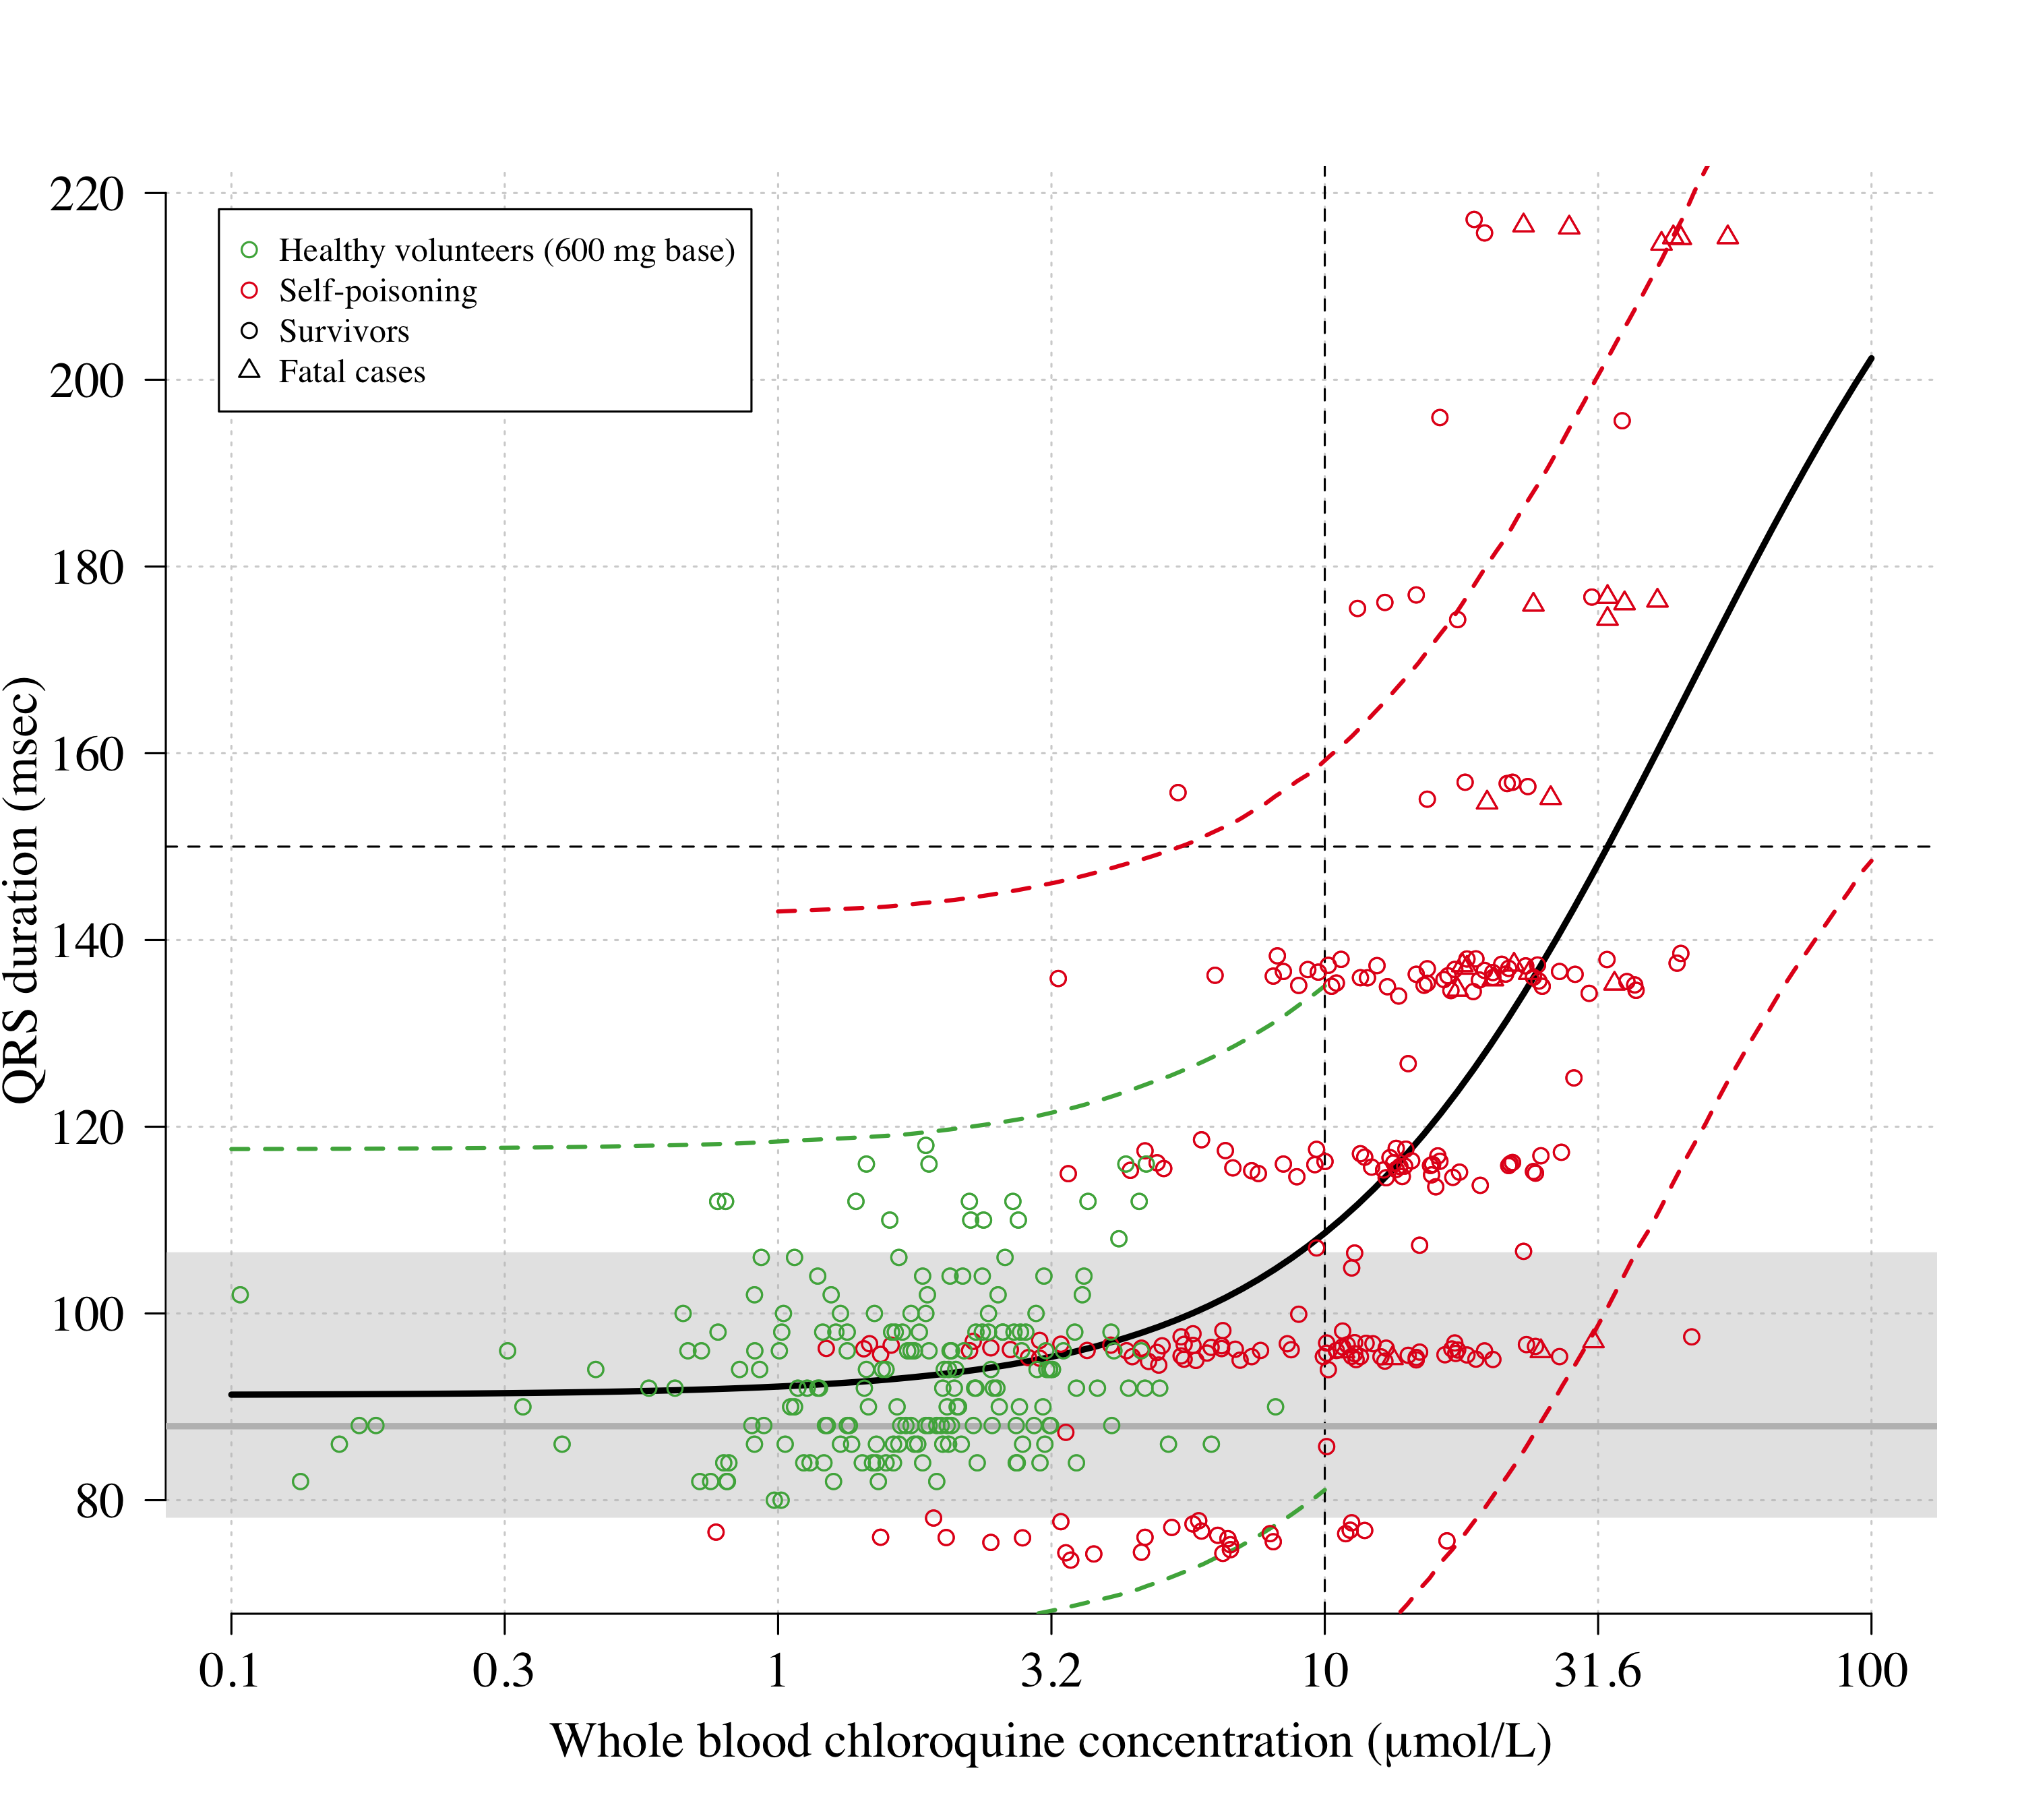 220
200
180
160
140
120
100
80
QRS duration (msec)
Healthy volunteers (600 mg base)
Self-poisoning
Survivors
Fatal cases
0.1 0.3 1 3.2 10 31.6 100
Whole blood chloroquine concentration (μmol/L)